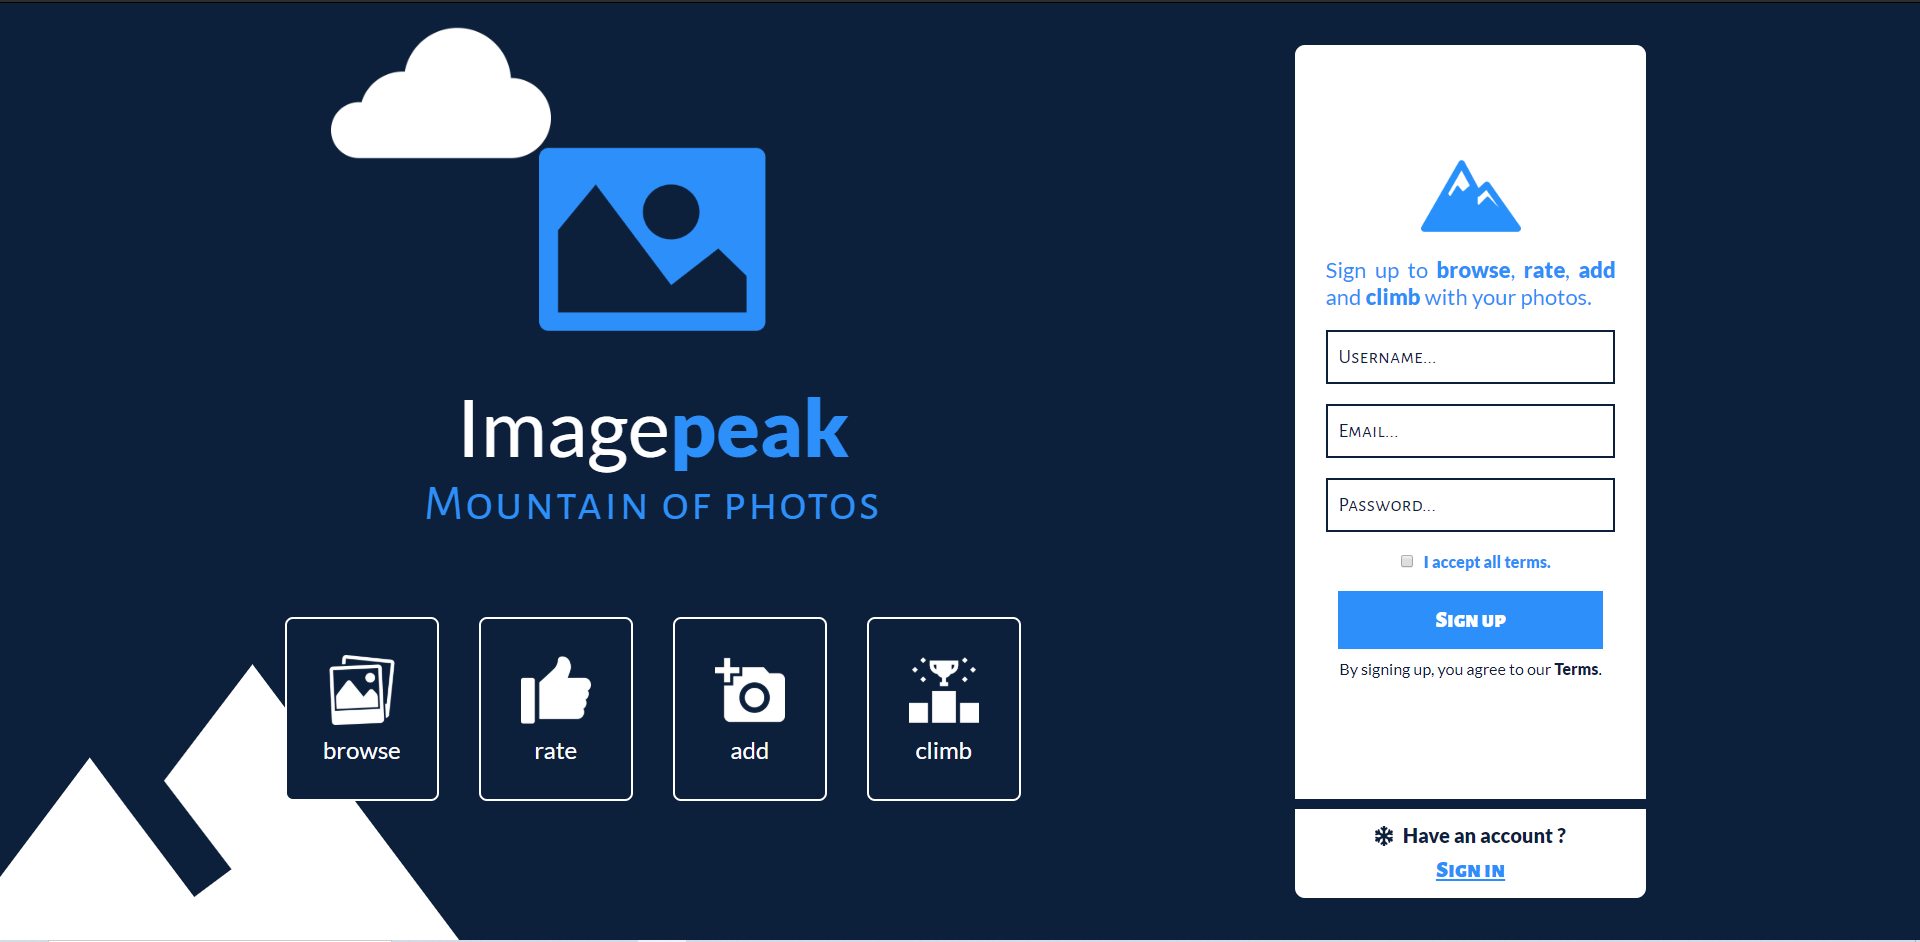 Imagepeak
Mountain of photos
browse
rate
add
climb
Sign up to browse, rate, add
and climb with your photos.
Username...
Email...
Password...
I accept all terms.
Sign up
By signing up, you agree to our Terms.
Have an account ?
Sign in